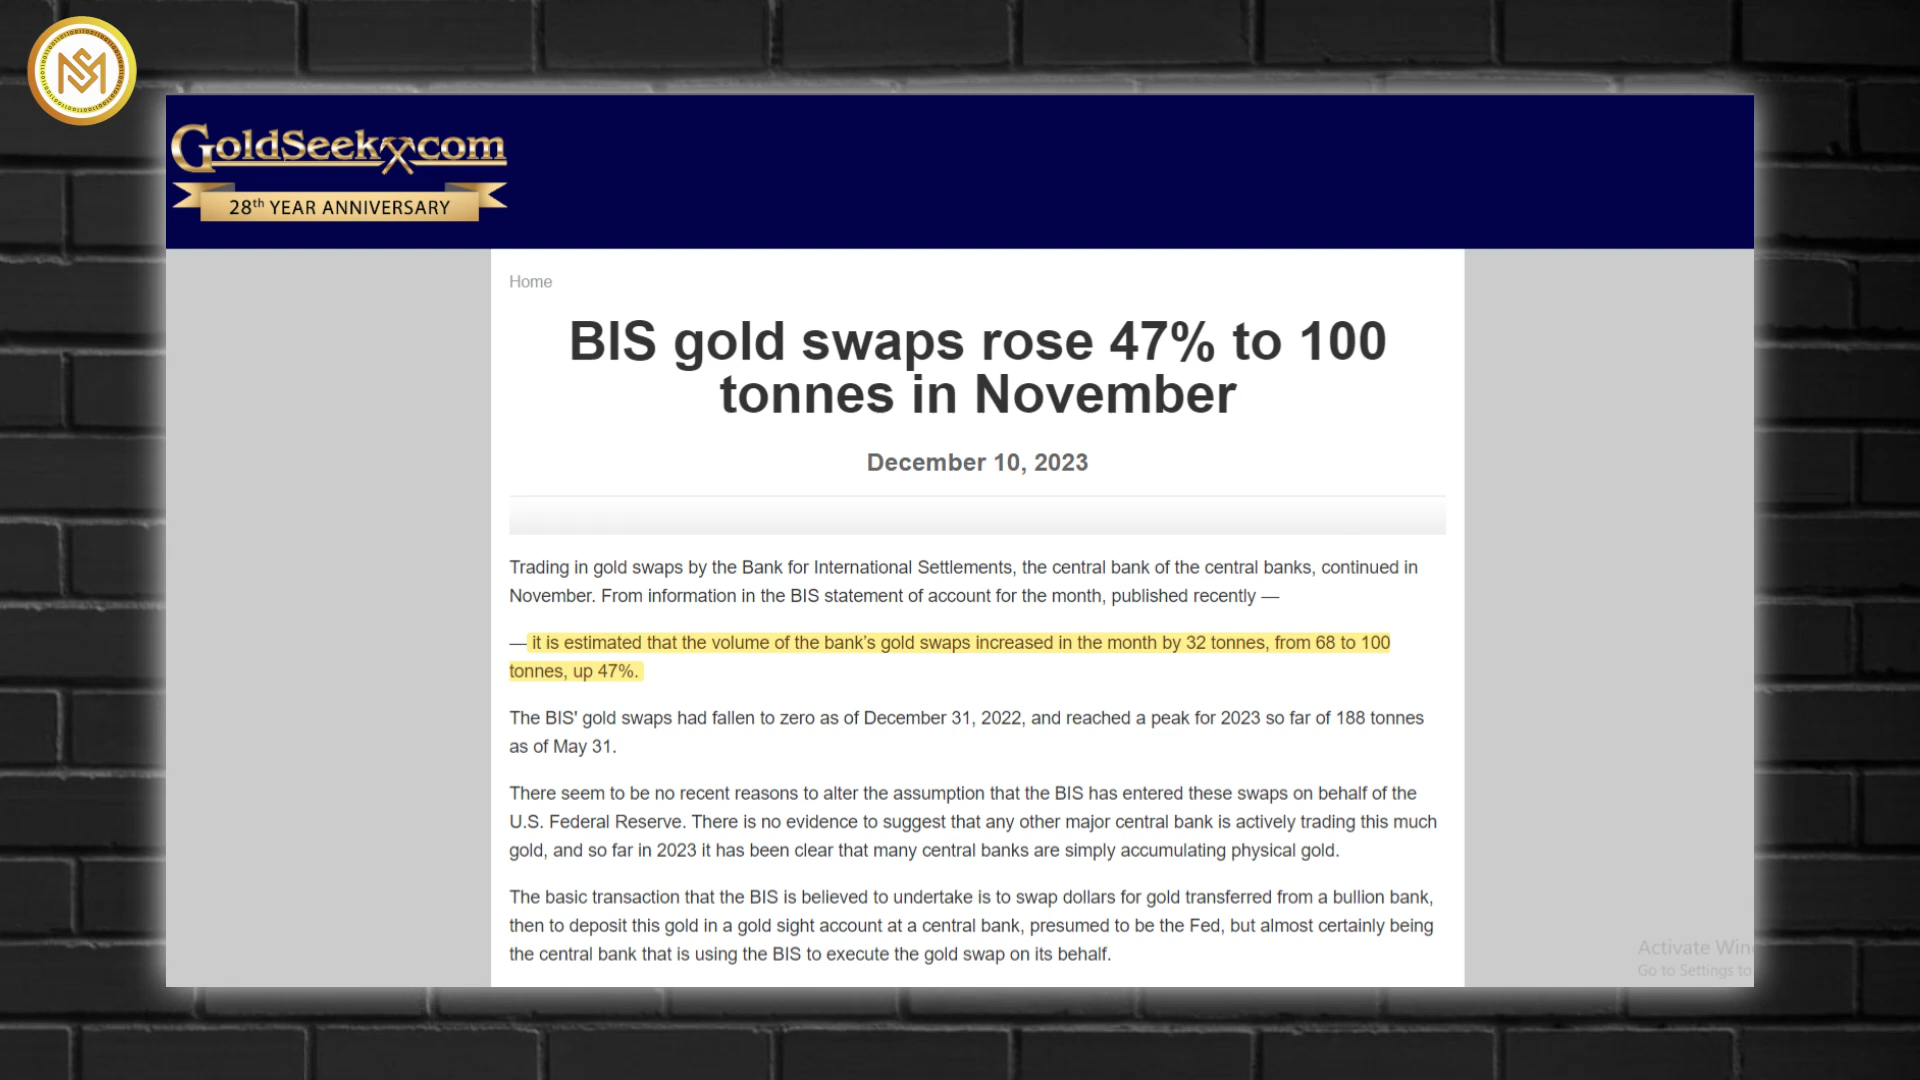 GoldSeek.com
28th YEAR ANNIVERSARY
Home
BIS gold swaps rose 47% to 100
tonnes in November
December 10, 2023
Trading in gold swaps by the Bank for International Settlements, the central bank of the central banks, continued in
November. From information in the BIS statement of account for the month, published recently —
— it is estimated that the volume of the bank’s gold swaps increased in the month by 32 tonnes, from 68 to 100
tonnes, up 47%.
The BIS' gold swaps had fallen to zero as of December 31, 2022, and reached a peak for 2023 so far of 188 tonnes
as of May 31.
There seem to be no recent reasons to alter the assumption that the BIS has entered these swaps on behalf of the
U.S. Federal Reserve. There is no evidence to suggest that any other major central bank is actively trading this much
gold, and so far in 2023 it has been clear that many central banks are simply accumulating physical gold.
The basic transaction that the BIS is believed to undertake is to swap dollars for gold transferred from a bullion bank,
then to deposit this gold in a gold sight account at a central bank, presumed to be the Fed, but almost certainly being
the central bank that is using the BIS to execute the gold swap on its behalf.
Activate Win
Go to Settings to